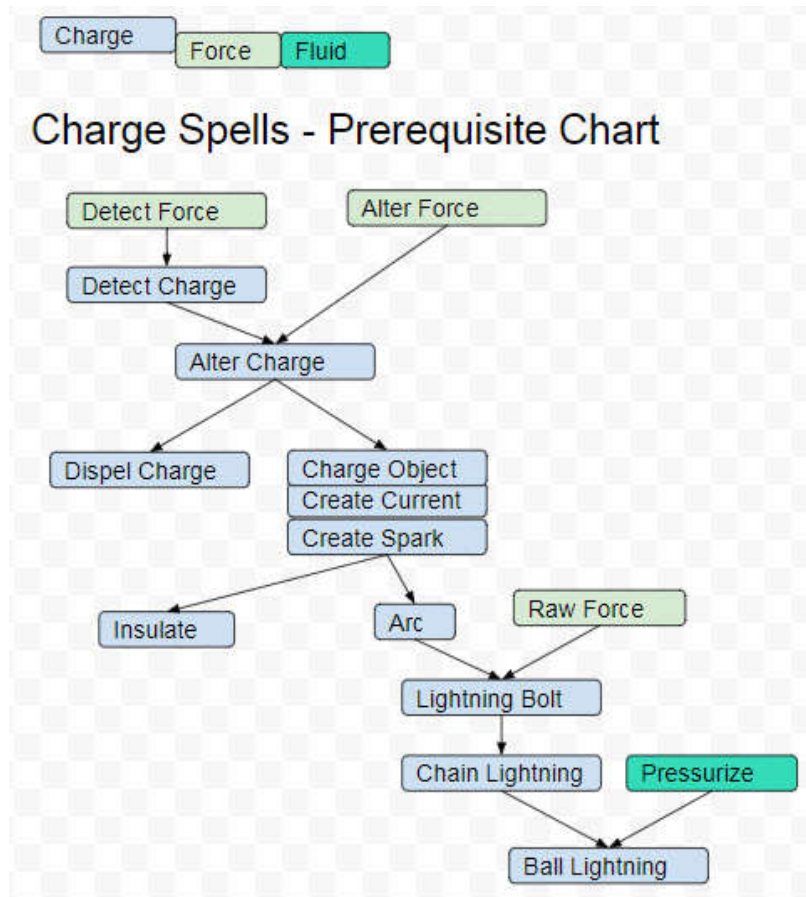 Charge
Force Fluid
Charge Spells - Prerequisite Chart
Detect Force Alter Force
Detect Charge
Alter Charge
Dispel Charge Charge Object
Create Current
Create Spark
Insulate Arc Raw Force
Lightning Bolt
Chain Lightning Pressurize
Ball Lightning